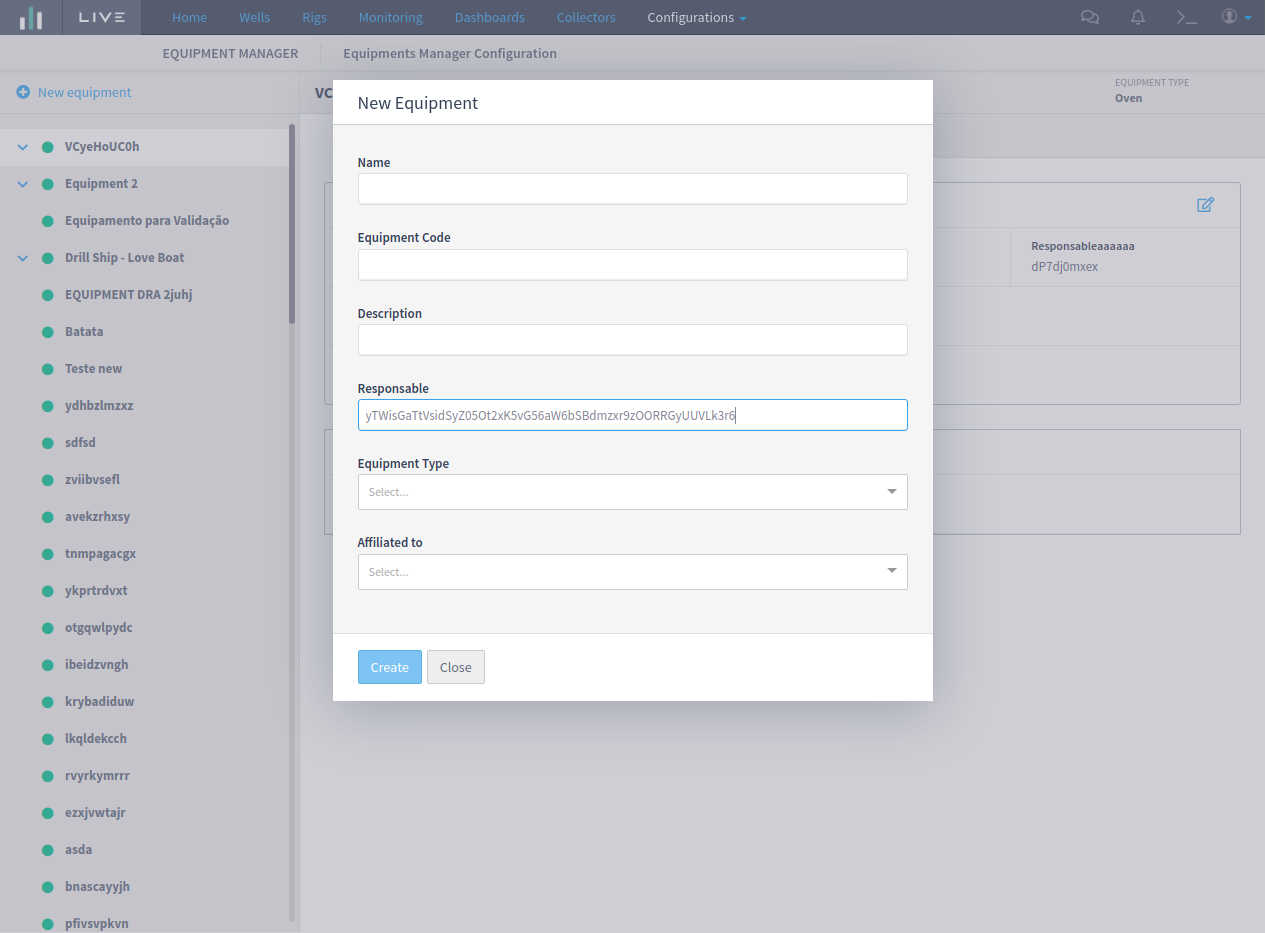 LIVE Home Wells Rigs Monitoring Dashboards Collectors Configurations
EQUIPMENT MANAGER Equipments Manager Configuration
New equipment
VC
EQUIPMENT TYPE
Oven
VCyeHoUC0h
Equipment 2
Equipamento para Validação
Drill Ship - Love Boat
EQUIPMENT DRA 2juhj
Batata
Teste new
ydhbzlmzxz
sdfsd
zviibvsefl
avekzrhxsy
tnmpagacgx
ykprtrdvxt
otgqwlpydc
ibeidzvngh
krybadiduw
lkqldekcch
rvyrkymrrr
ezxjvwtajr
asda
bnascayyjh
pfivsvpkvn
New Equipment
Name
Equipment Code
Description
Responsable
yTWisGaTtVsidSyZ05Ot2xK5vG56aW6bSBdmzxr9zOORRGyUUVLk3r6
Equipment Type
Select...
Affiliated to
Select...
Create Close
Responsableaaaaaa
dP7dj0mxex